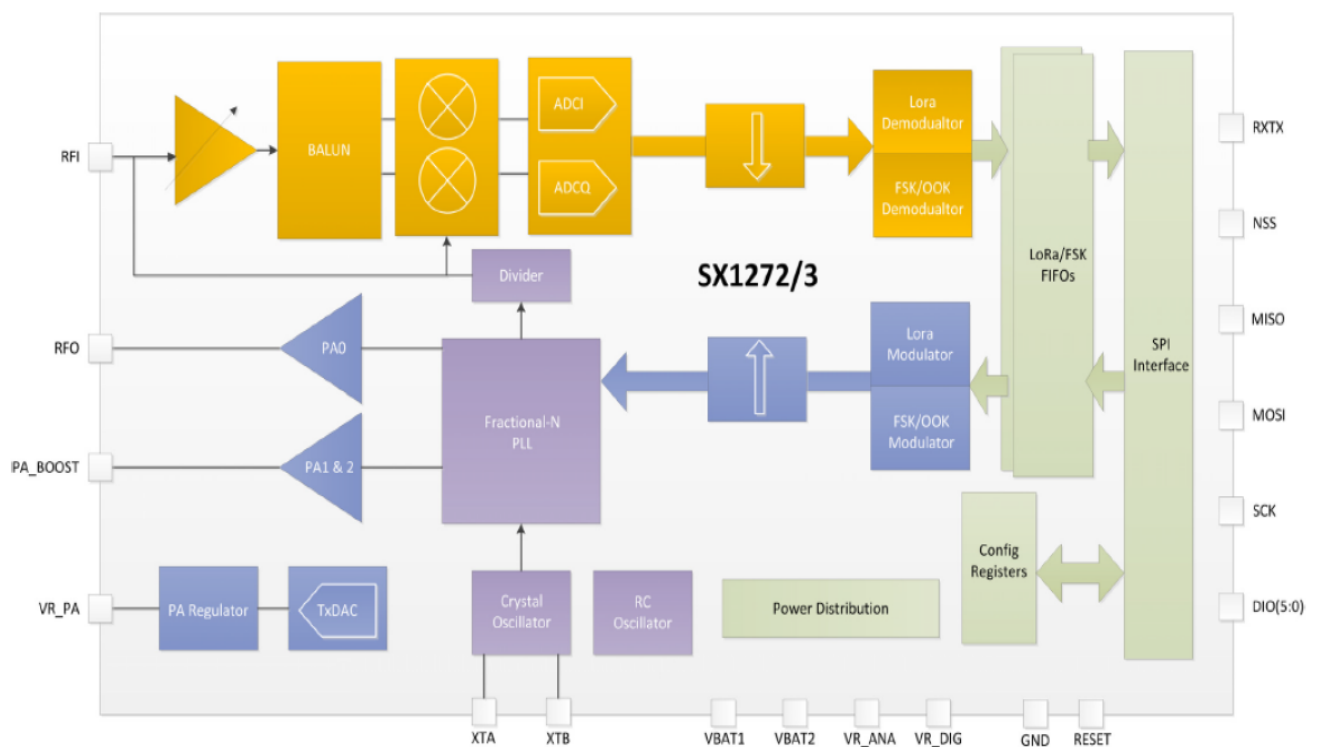 RFI
BALUN
ADCI
ADCQ
Lora
Demodualtor
FSK/OOK
Demodualtor
LoRa/FSK
FIFOs
SPI
Interface
RXTX
NSS
MISO
MOSI
SCK
DIO(5:0)
Divider
SX1272/3
RFO
PA0
Fractional-N
PLL
Lora
Modulator
FSK/OOK
Modulator
PA_BOOST
PA1 & 2
VR_PA
PA Regulator
TxDAC
Crystal
Oscillator
RC
Oscillator
Power Distribution
Config
Registers
XTA
XTB
VBAT1
VBAT2
VR_ANA
VR_DIG
GND
RESET